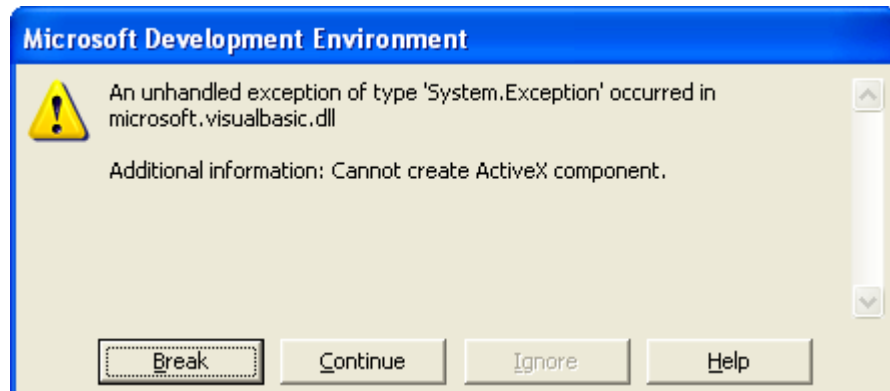 Microsoft Development Environment
An unhandled exception of type 'System.Exception' occurred in
microsoft.visualbasic.dll
Additional information: Cannot create ActiveX component.
Break Continue Ignore Help